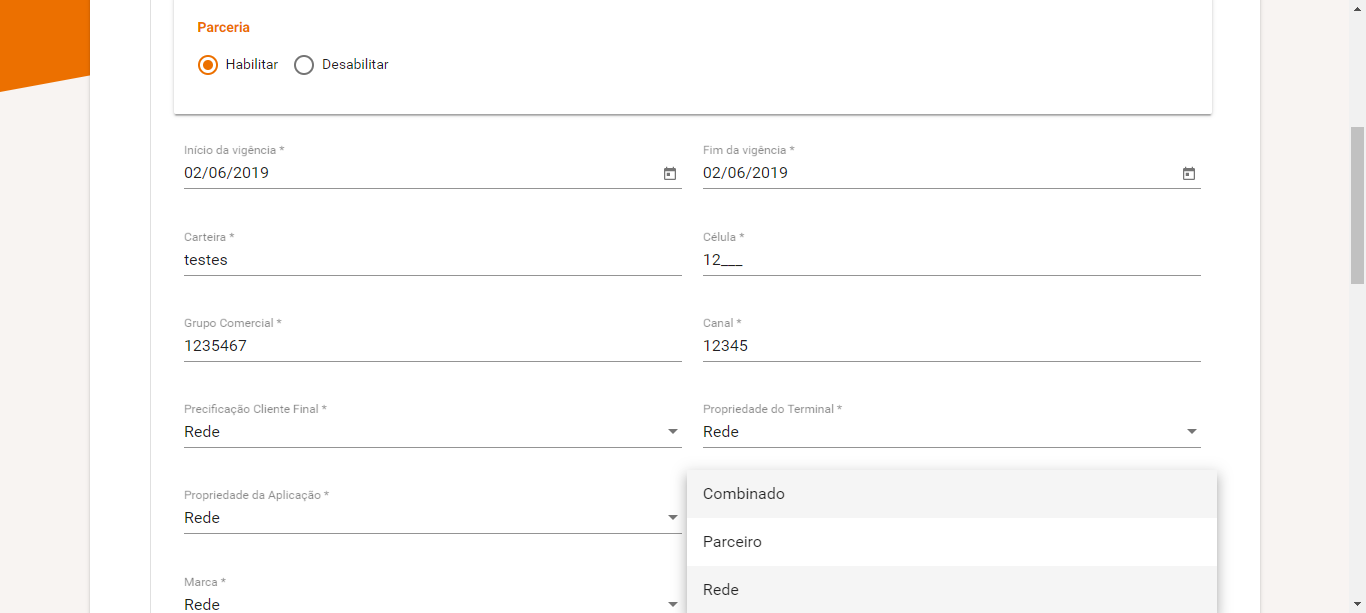 Parceria
Habilitar Desabilitar
Início da vigência * Fim da vigência *
02/06/2019 02/06/2019
Carteira * Célula *
testes 12___
Grupo Comercial * Canal *
1235467 12345
Precificação Cliente Final * Propriedade do Terminal *
Rede Rede
Combinado
Propriedade da Aplicação *
Rede
Parceiro
Marca * Rede
Rede